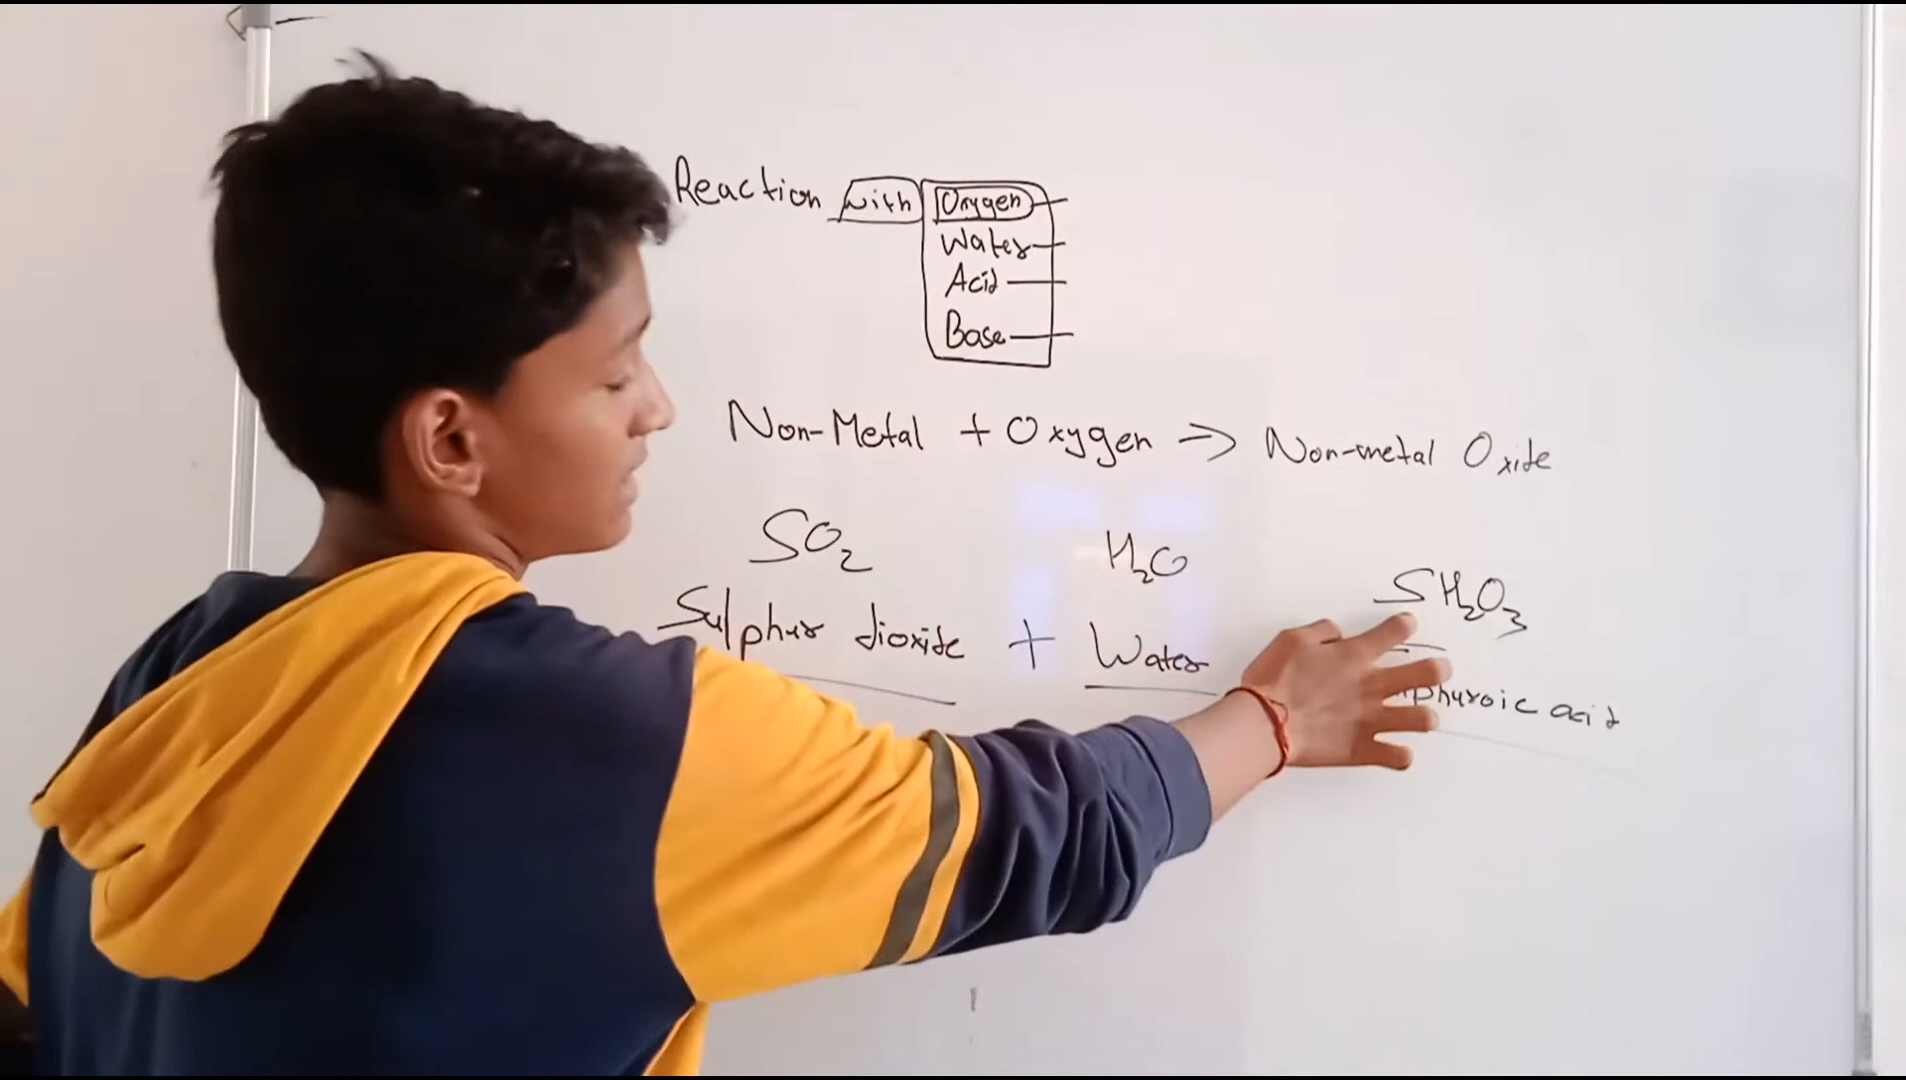 Reaction with Oxygen
Water
Acid
Base
Non-Metal + Oxygen => Non-metal Oxide
SO2 H2O SH2O3
Sulphur dioxide + Water acid